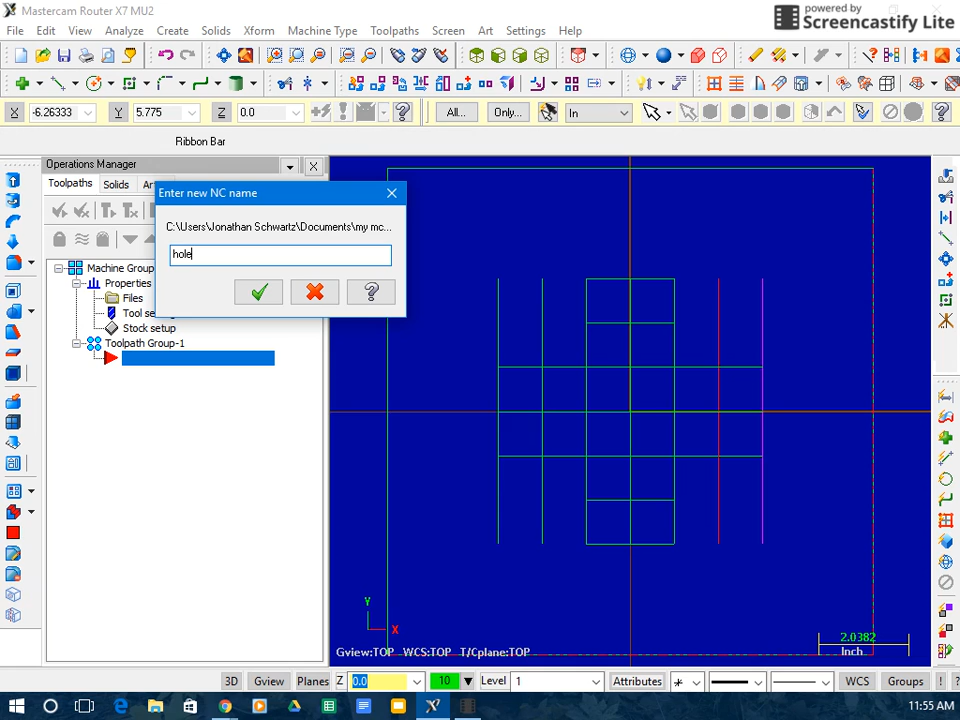 Mastercam Router X7 MU2
powered by
Screencastify Lite
File Edit View Analyze Create Solids Xform Machine Type Toolpaths Screen Art Settings Help
X -6.26333 Y 5.775 Z 0.0 All... Only... In
Ribbon Bar
Operations Manager
Toolpaths Solids Ar
Enter new NC name
C:\Users\Jonathan Schwartz\Documents\my mc...
hole
Machine Group
Properties
Files
Tool se
Stock setup
Toolpath Group-1
Y
X
Gview:TOP WCS:TOP T/Cplane:TOP
2.0382
Inch
3D Gview Planes Z 0.0 10 Level 1 Attributes WCS Groups ! ?
11:55 AM